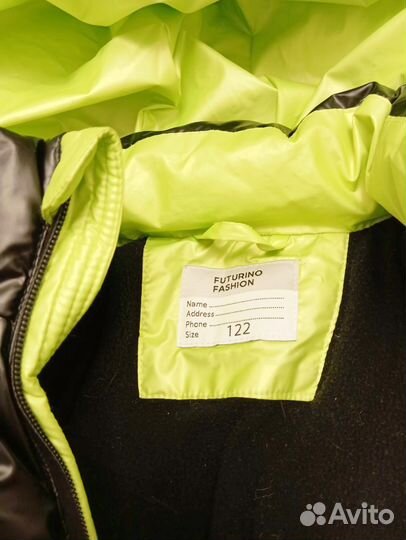 FUTURINO
FASHION
Name
Address
Phone
Size 122
Avito